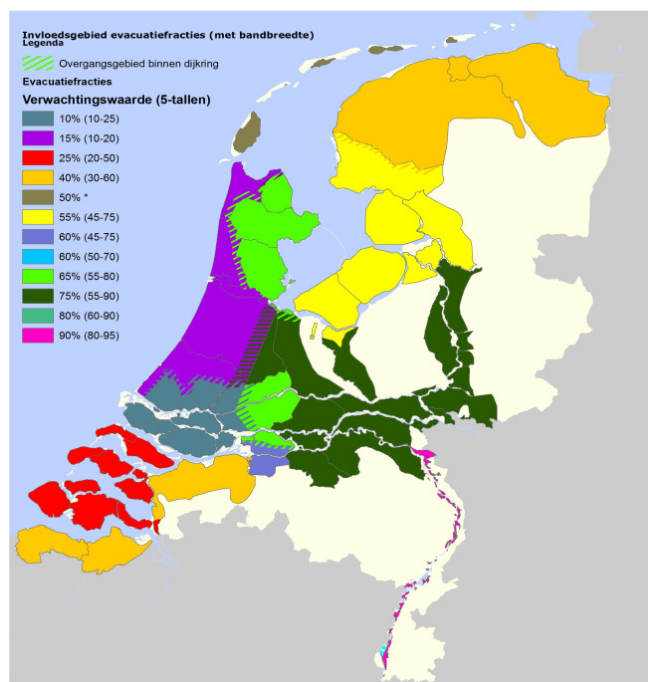 Invloedsgebied evacuatiefracties (met bandbreedte)
Legenda
Overgangsgebied binnen dijkring
Evacuatiefracties
Verwachtingswaarde (5-tallen)
10% (10-25)
15% (10-20)
25% (20-50)
40% (30-60)
50% *
55% (45-75)
60% (45-75)
60% (50-70)
65% (55-80)
75% (55-90)
80% (60-90)
90% (80-95)